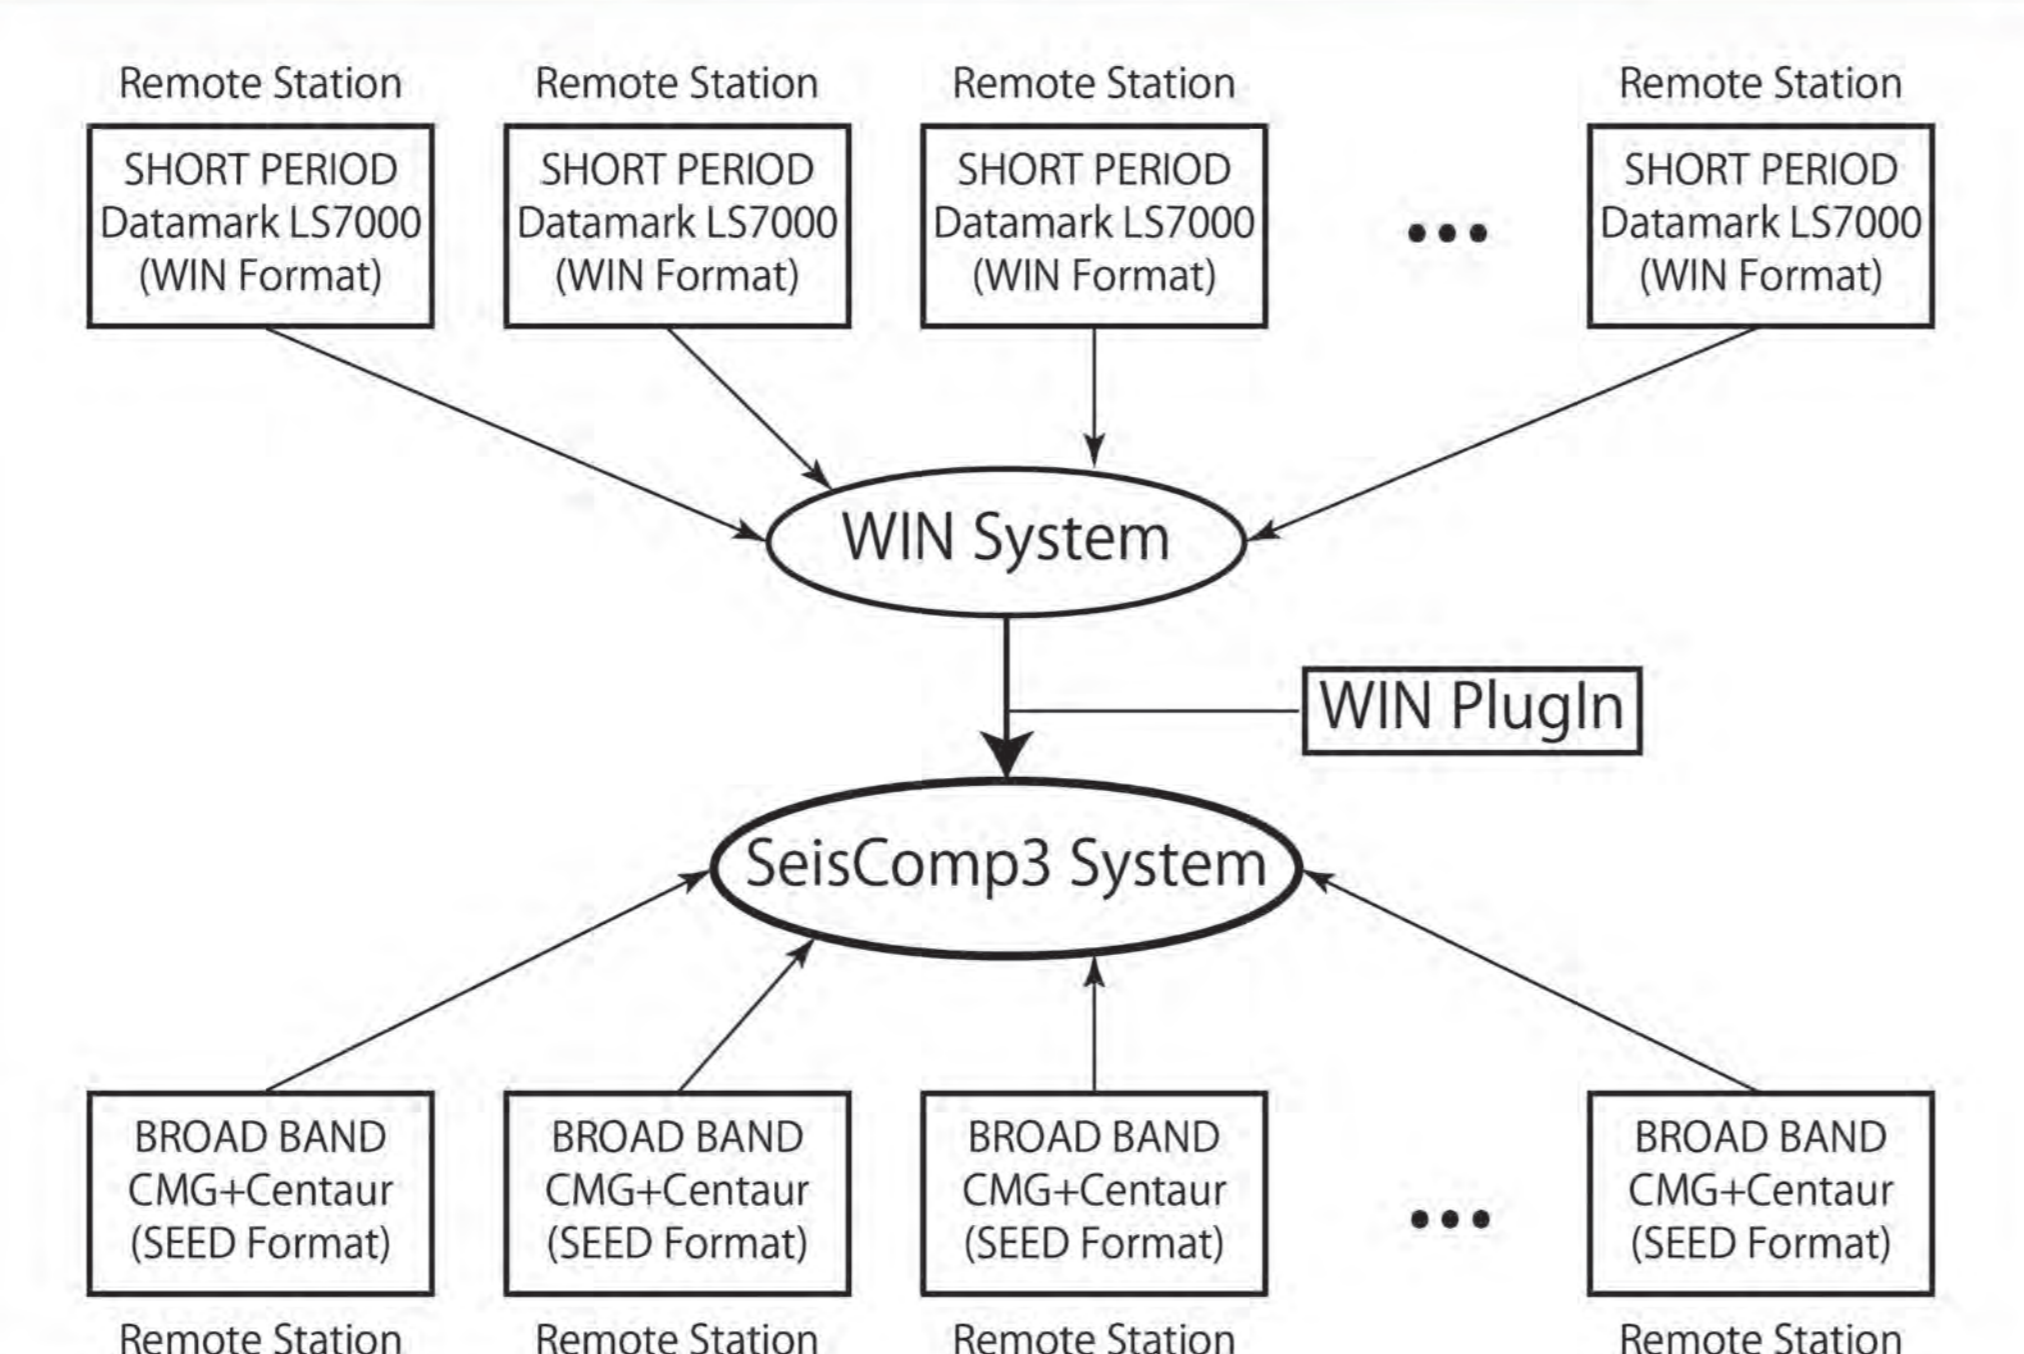 Remote Station Remote Station Remote Station Remote Station
SHORT PERIOD SHORT PERIOD SHORT PERIOD SHORT PERIOD
Datamark LS7000 Datamark LS7000 Datamark LS7000 Datamark LS7000
(WIN Format) (WIN Format) (WIN Format) ••• (WIN Format)
WIN System
WIN PlugIn
SeisComp3 System
BROAD BAND BROAD BAND BROAD BAND BROAD BAND
CMG+Centaur CMG+Centaur CMG+Centaur ••• CMG+Centaur
(SEED Format) (SEED Format) (SEED Format) (SEED Format)
Remote Station Remote Station Remote Station Remote Station